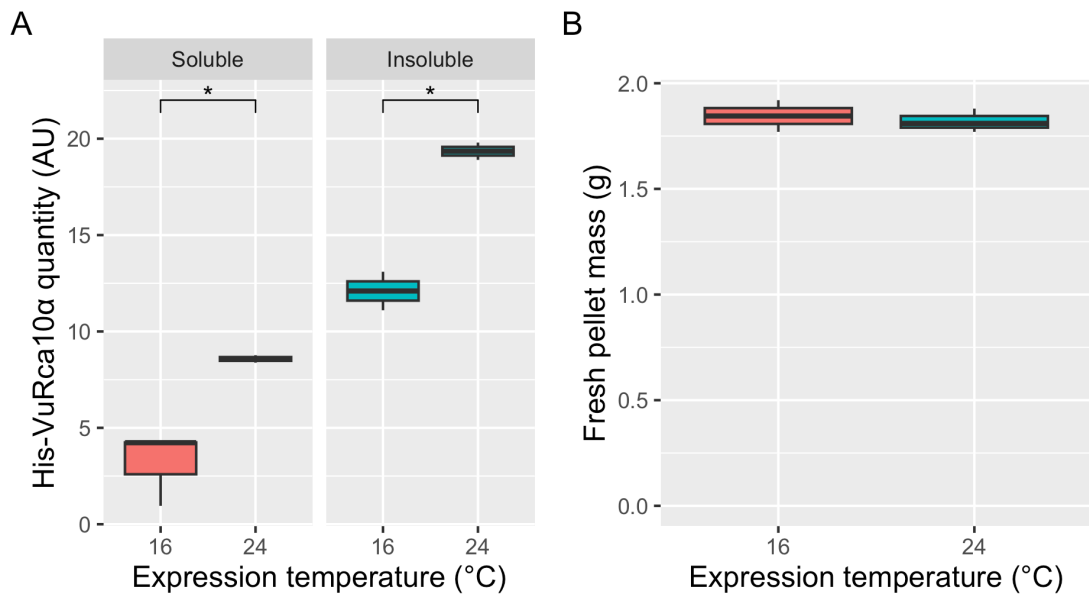 A
Soluble
Insoluble
*
*
His-VuRca10α quantity (AU)
20
15
10
5
0
16
24
16
24
Expression temperature (°C)
B
Fresh pellet mass (g)
2.0
1.5
1.0
0.5
0.0
16
24
Expression temperature (°C)